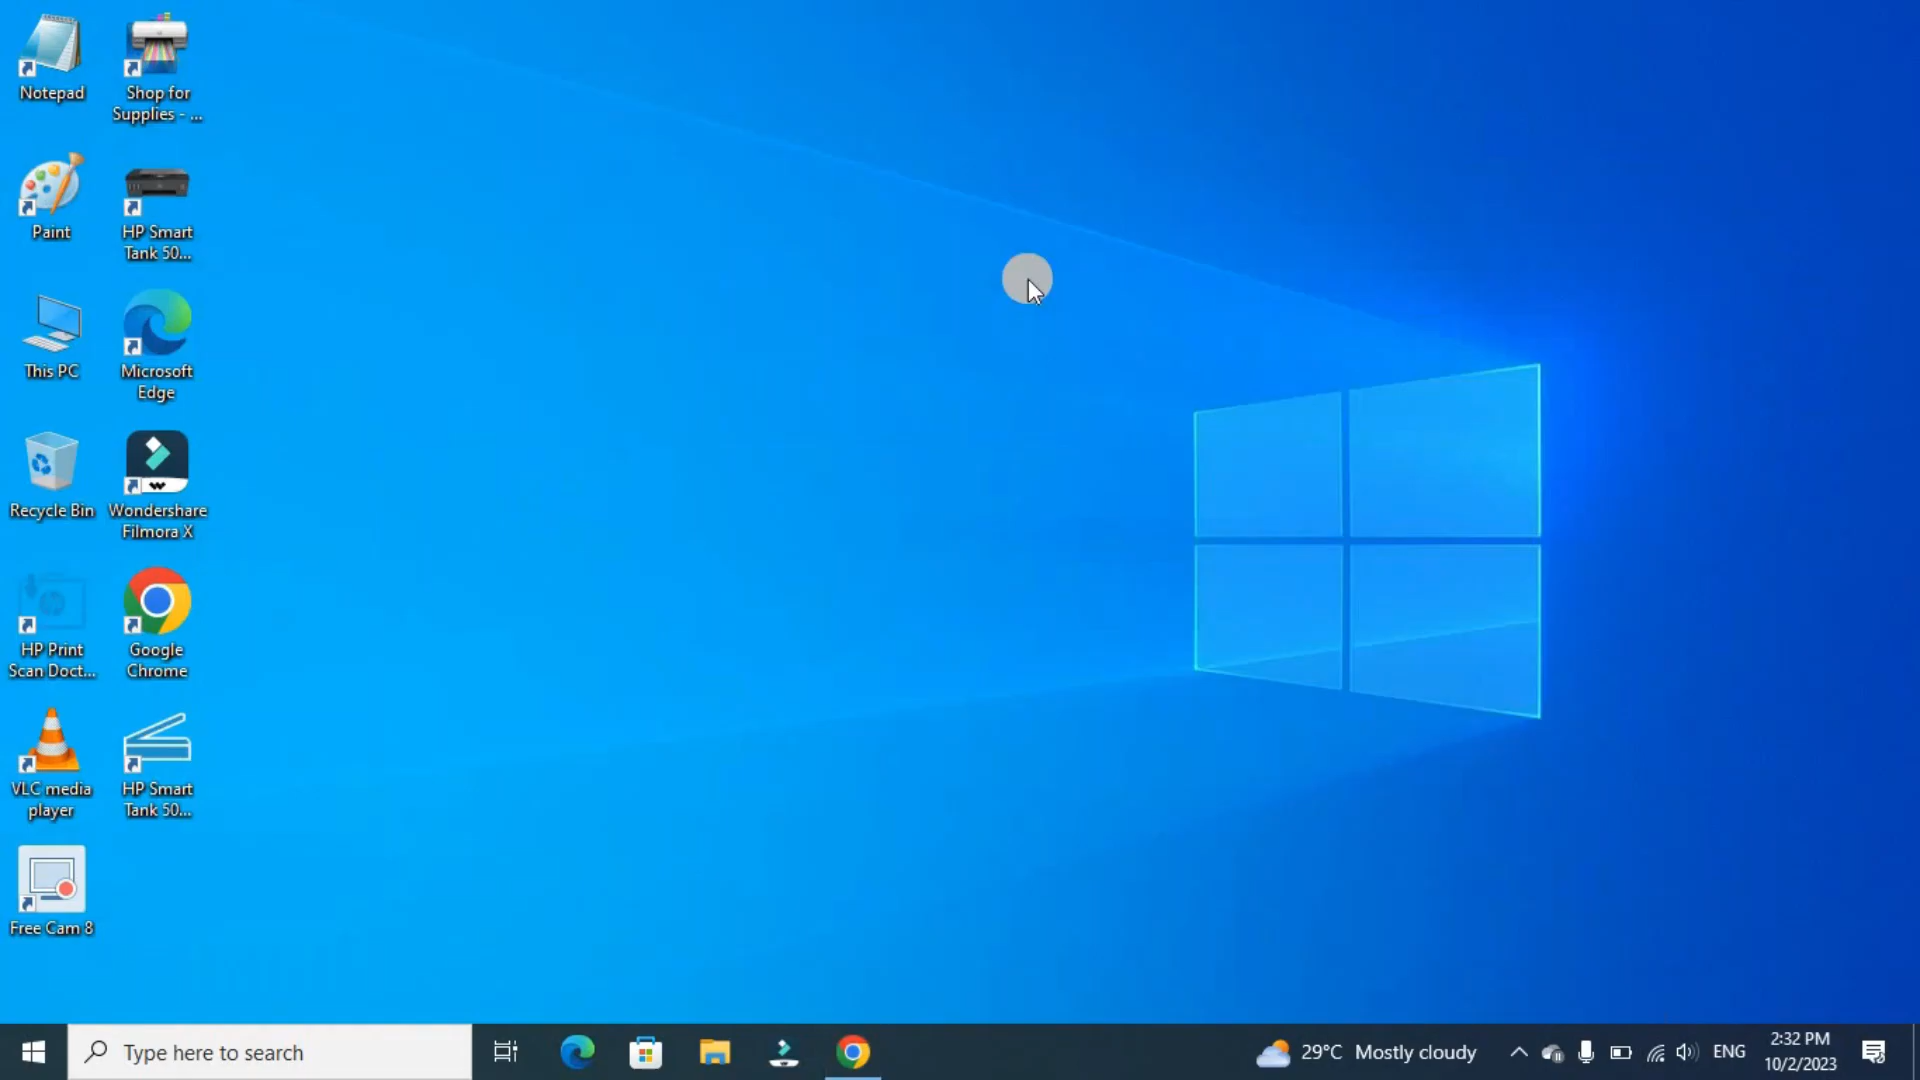 Notepad
Shop for
Supplies - ...
Paint
HP Smart
Tank 50...
This PC
Microsoft
Edge
Recycle Bin
Wondershare
Filmora X
HP Print
Scan Doct...
Google
Chrome
VLC media
player
HP Smart
Tank 50...
Free Cam 8
Type here to search
29°C Mostly cloudy
ENG
2:32 PM
10/2/2023